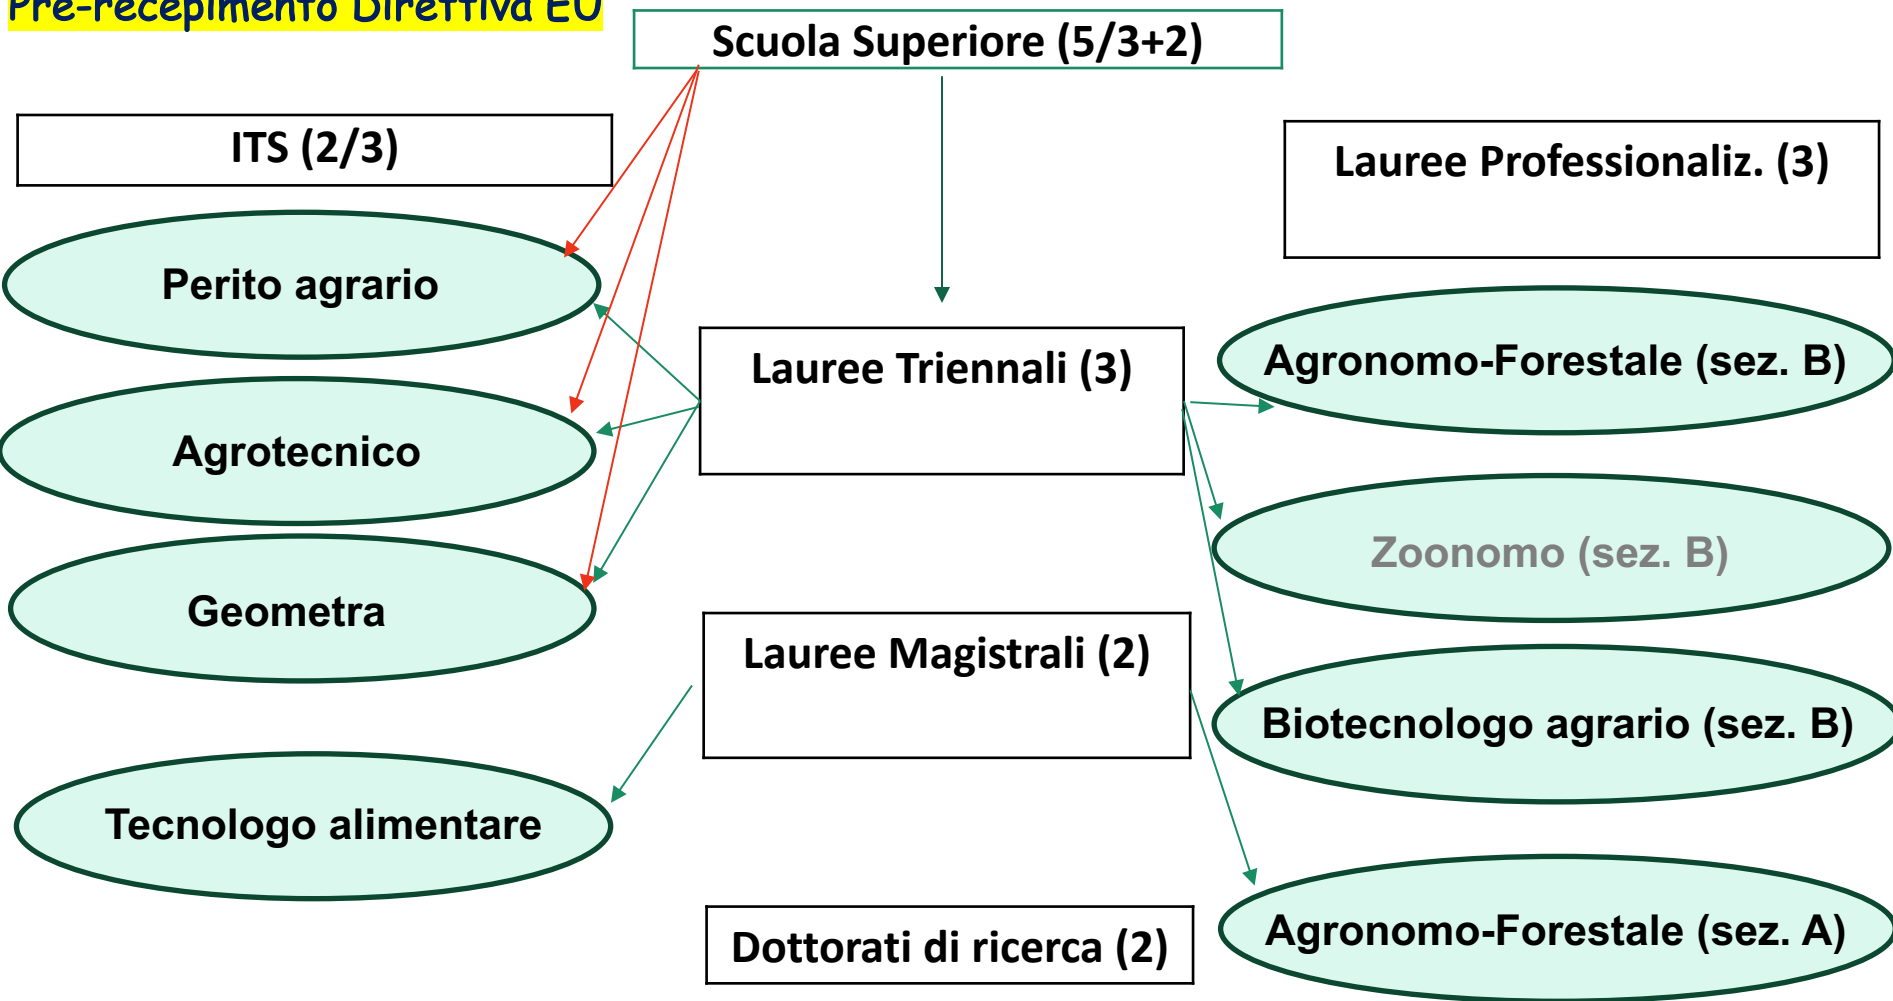 Pre-recepimento Direttiva EU
Scuola Superiore (5/3+2)
ITS (2/3)
Lauree Professionaliz. (3)
Perito agrario
Lauree Triennali (3)
Agronomo-Forestale (sez. B)
Agrotecnico
Zoonomo (sez. B)
Geometra
Lauree Magistrali (2)
Biotecnologo agrario (sez. B)
Tecnologo alimentare
Dottorati di ricerca (2)
Agronomo-Forestale (sez. A)